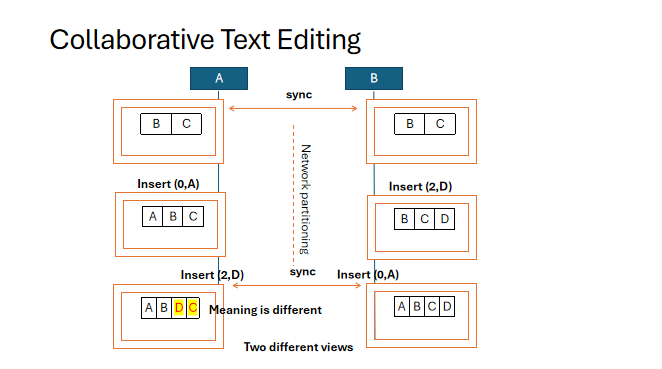 Collaborative Text Editing
A B
sync
B C B C
Network partitioning
Insert (0,A) Insert (2,D)
A B C B C D
Insert (2,D) sync Insert (0,A)
A B D C Meaning is different A B C D
Two different views